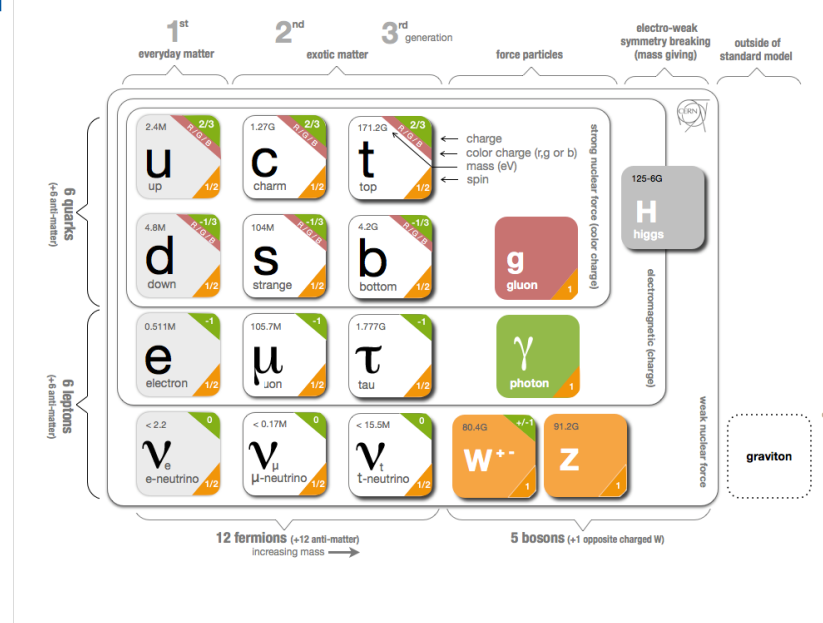 1st
2nd
3rd
generation
everyday matter
exotic matter
force particles
electro-weak
symmetry breaking
(mass giving)
outside of
standard model
6 quarks
(+6 anti-matter)
2.4M
2/3
R/G/B
u
up
1/2
1.27G
2/3
R/G/B
c
charm
1/2
171.2G
2/3
R/G/B
t
top
1/2
charge
color charge (r,g or b)
mass (eV)
spin
strong nuclear force (color charge)
CERN
125-6G
H
higgs
4.8M
-1/3
R/G/B
d
down
1/2
104M
-1/3
R/G/B
s
strange
1/2
4.2G
-1/3
R/G/B
b
bottom
1/2
g
gluon
1
electromagnetic (charge)
6 leptons
(+6 anti-matter)
0.511M
-1
e
electron
1/2
105.7M
-1
μ
uon
1/2
1.777G
-1
τ
tau
1/2
γ
photon
1
weak nuclear force
< 2.2
0
νe
e-neutrino
1/2
< 0.17M
0
νμ
μ-neutrino
1/2
< 15.5M
0
νt
t-neutrino
1/2
80.4G
+/-1
W+-
1
91.2G
Z
1
graviton
12 fermions (+12 anti-matter)
increasing mass
5 bosons (+1 opposite charged W)